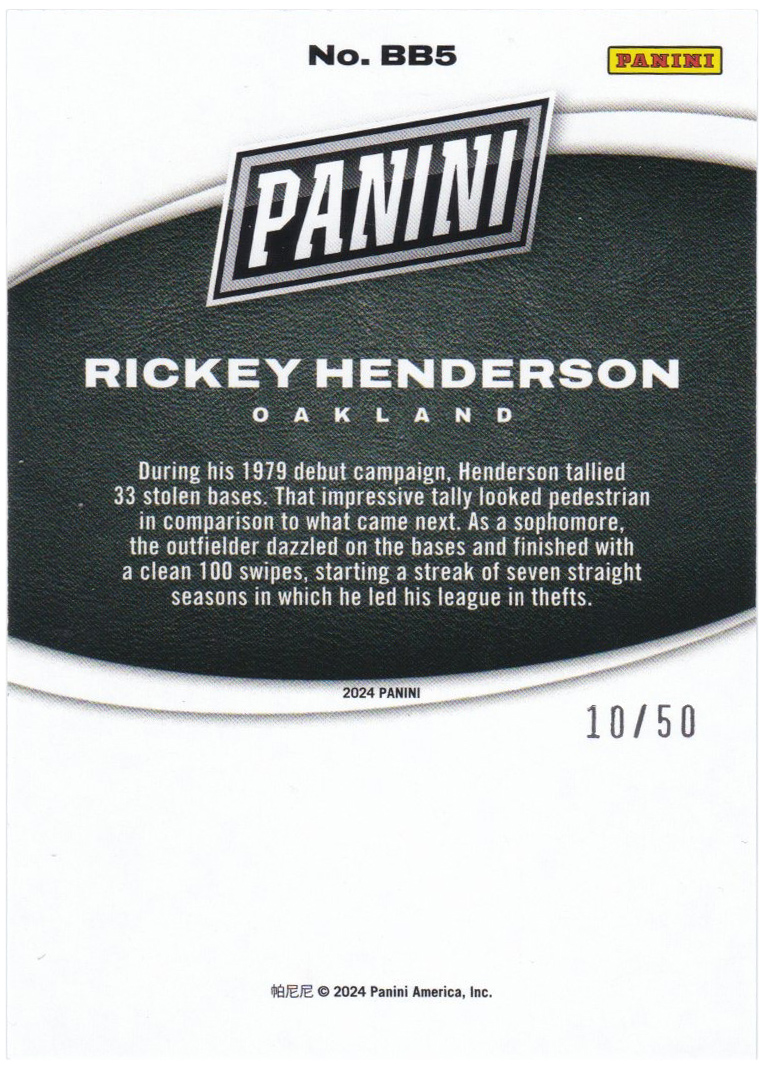 No. BB5
PANINI
PANINI
RICKEY HENDERSON
OAKLAND
During his 1979 debut campaign, Henderson tallied
33 stolen bases. That impressive tally looked pedestrian
in comparison to what came next. As a sophomore,
the outfielder dazzled on the bases and finished with
a clean 100 swipes, starting a streak of seven straight
seasons in which he led his league in thefts.
2024 PANINI
10/50
帕尼尼 © 2024 Panini America, Inc.